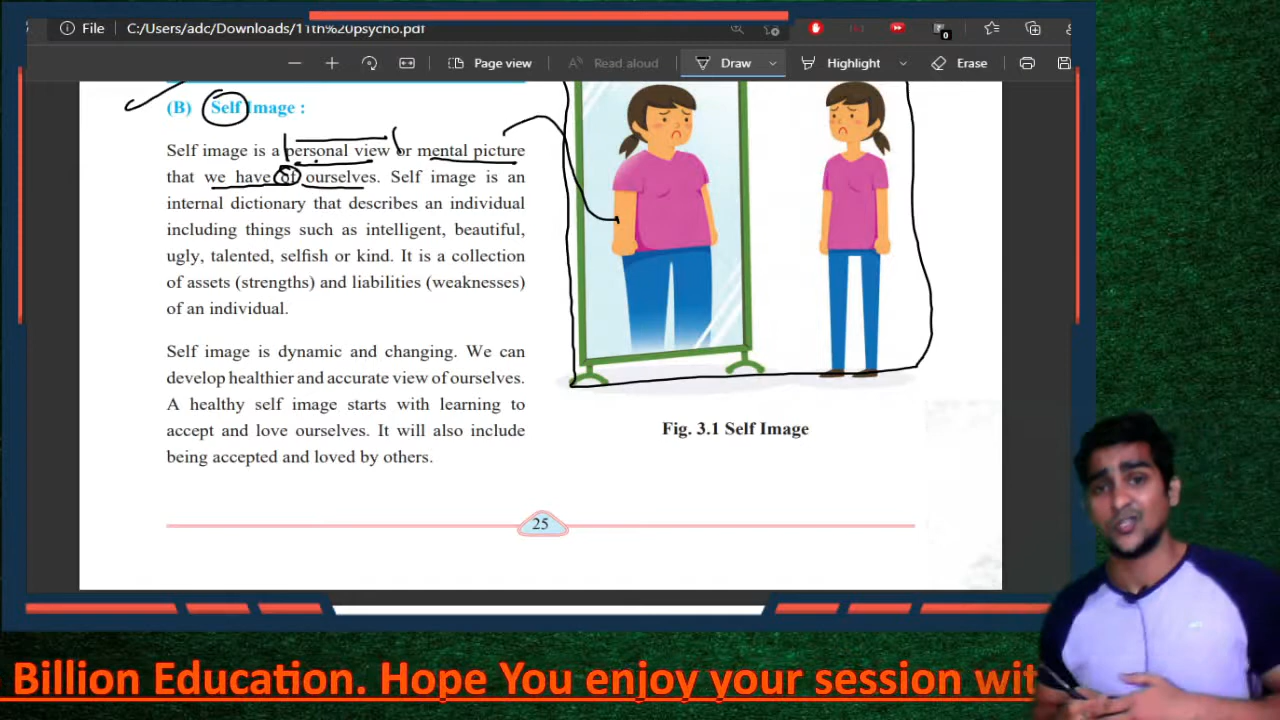 File
C:/Users/adc/Downloads/11th%20psycho.pdf
0
Page view
Read aloud
Draw
Highlight
Erase
(B) Self Image :
Self image is a personal view or mental picture
that we have of ourselves. Self image is an
internal dictionary that describes an individual
including things such as intelligent, beautiful,
ugly, talented, selfish or kind. It is a collection
of assets (strengths) and liabilities (weaknesses)
of an individual.
Self image is dynamic and changing. We can
develop healthier and accurate view of ourselves.
A healthy self image starts with learning to
accept and love ourselves. It will also include
being accepted and loved by others.
Fig. 3.1 Self Image
25
Billion Education. Hope You enjoy your session wit